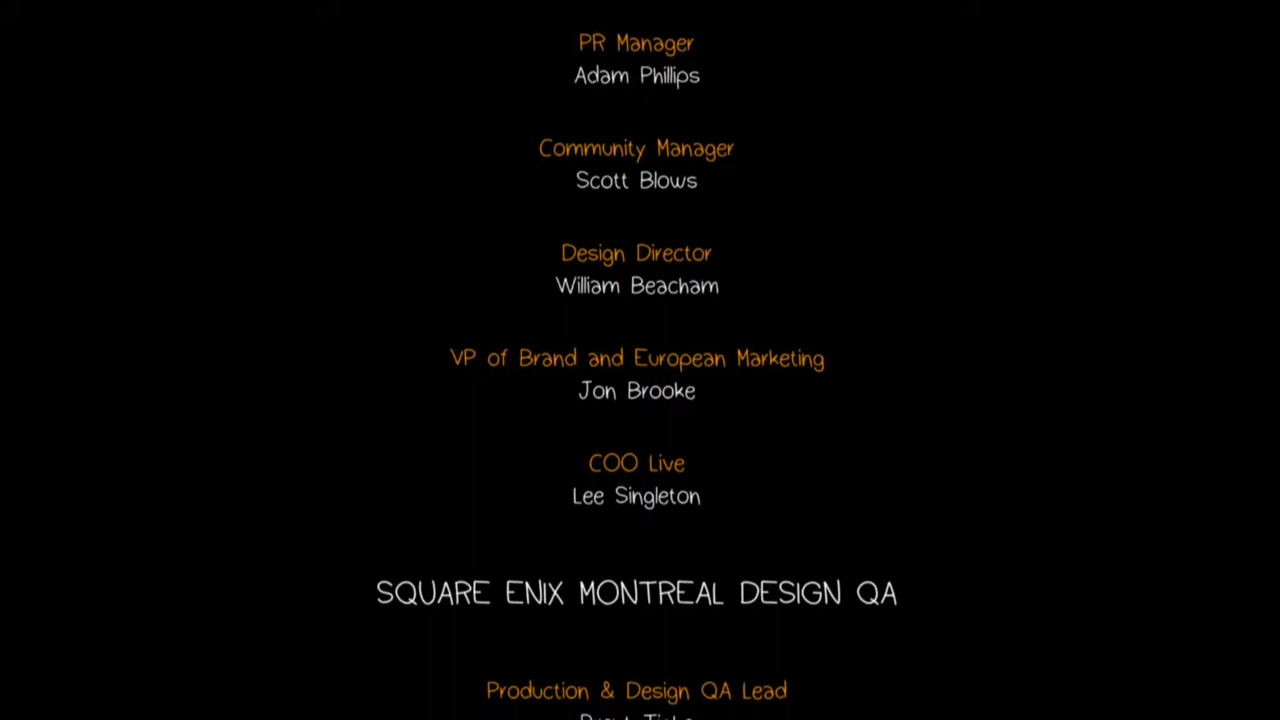 PR Manager
Adam Phillips
Community Manager
Scott Blows
Design Director
William Beacham
VP of Brand and European Marketing
Jon Brooke
COO Live
Lee Singleton
SQUARE ENIX MONTREAL DESIGN QA
Production & Design QA Lead